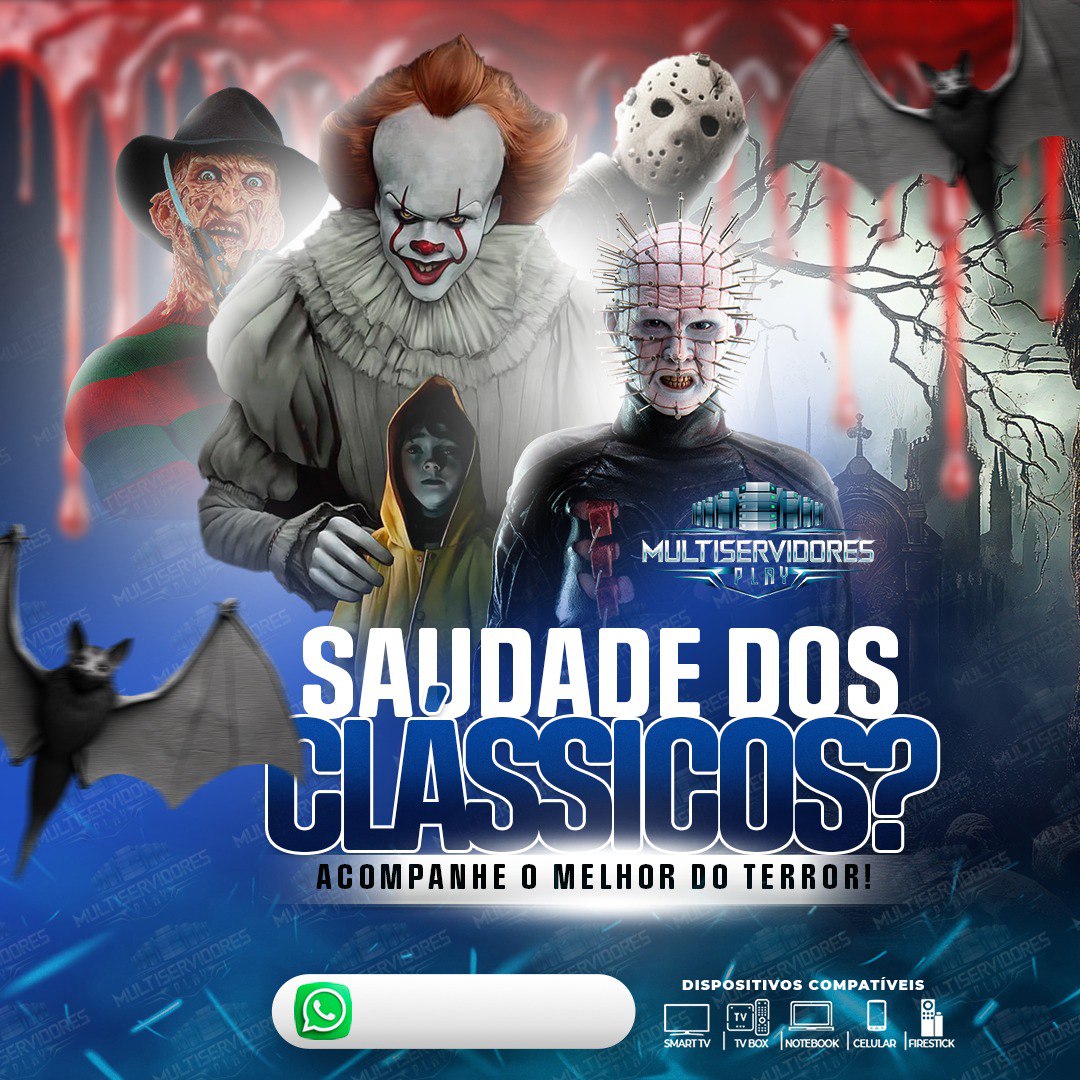 MULTISERVIDORES
PLAY
SAUDADE DOS
CLÁSSICOS?
ACOMPANHE O MELHOR DO TERROR!
DISPOSITIVOS COMPATÍVEIS
TV
SMART TV | TV BOX | NOTEBOOK | CELULAR | FIRESTICK